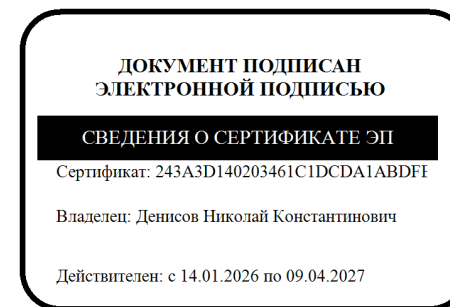 ДОКУМЕНТ ПОДПИСАН
ЭЛЕКТРОННОЙ ПОДПИСЬЮ
СВЕДЕНИЯ О СЕРТИФИКАТЕ ЭП
Сертификат: 243A3D140203461C1DCDA1ABDFE
Владелец: Денисов Николай Константинович
Действителен: с 14.01.2026 по 09.04.2027